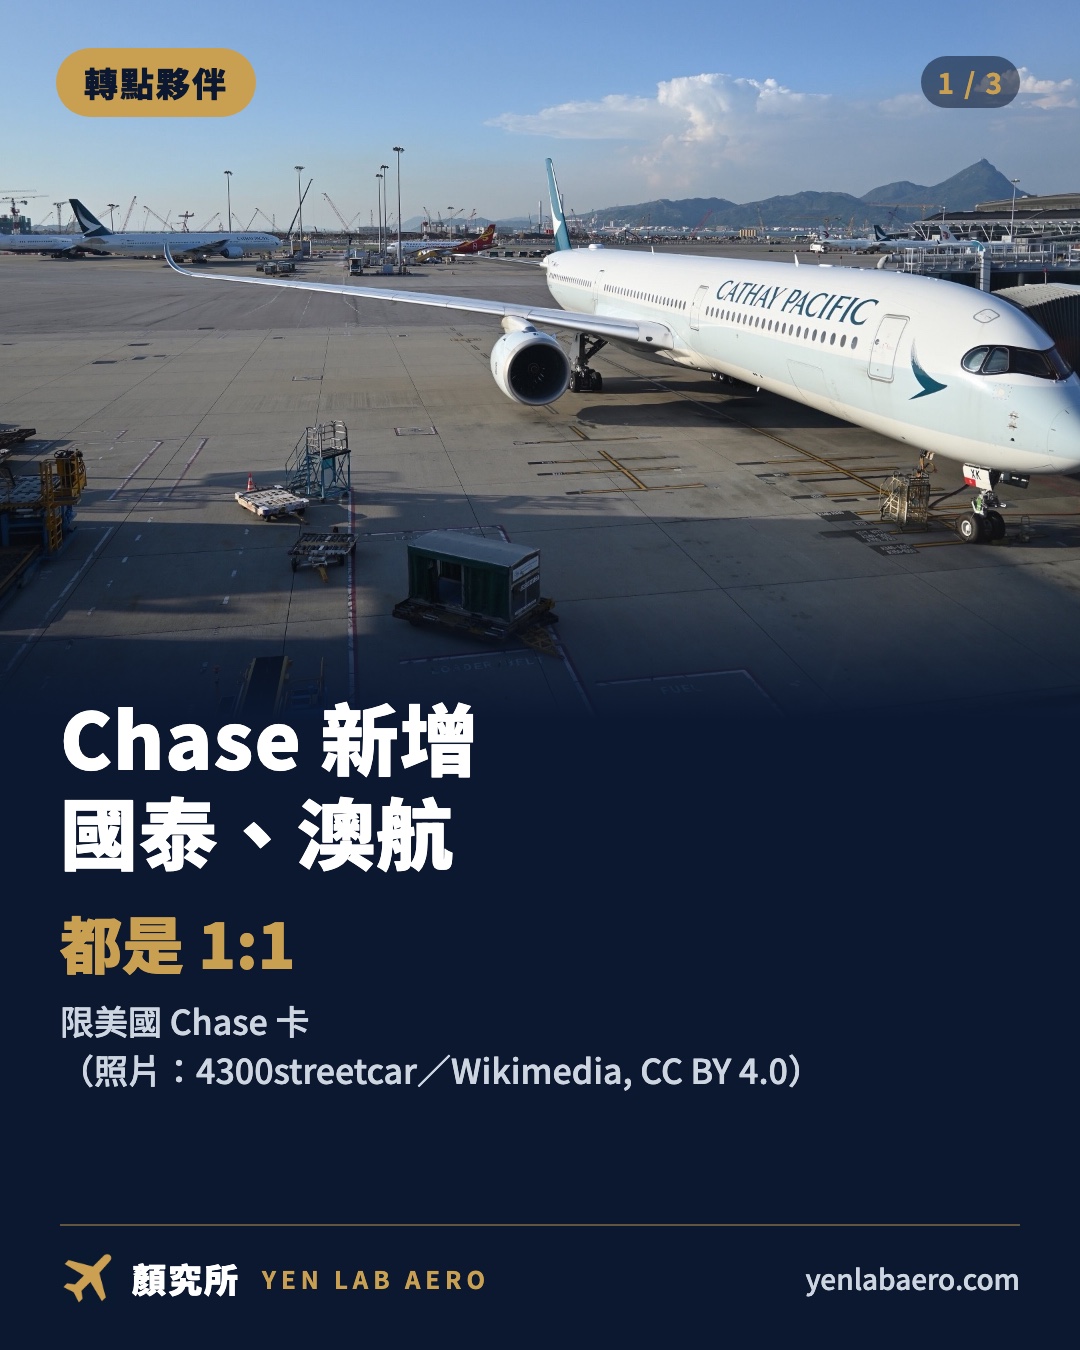 轉點夥伴
1 / 3
CATHAY PACIFIC
XK
Chase 新增
國泰、澳航
都是 1:1
限美國 Chase 卡
（照片：4300streetcar／Wikimedia, CC BY 4.0）
顏究所 YEN LAB AERO
yenlabaero.com